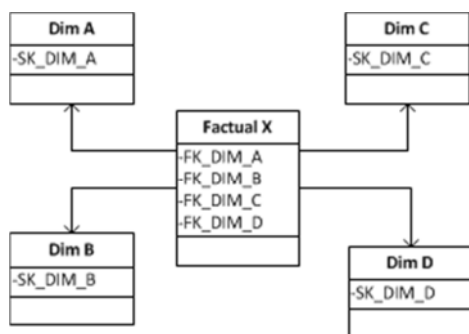 Dim A
-SK_DIM_A
Dim C
-SK_DIM_C
Factual X
-FK_DIM_A
-FK_DIM_B
-FK_DIM_C
-FK_DIM_D
Dim B
-SK_DIM_B
Dim D
-SK_DIM_D